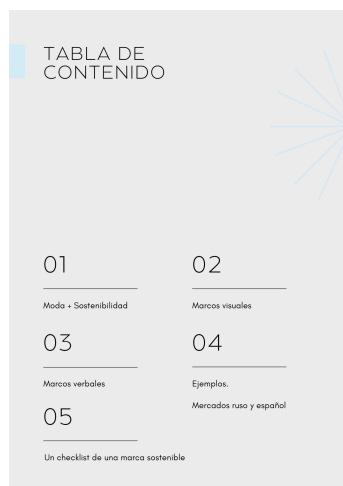 TABLA DE
CONTENIDO
01
02
Moda + Sostenibilidad
Marcos visuales
03
04
Marcos verbales
Ejemplos.
Mercados ruso y español
05
Un checklist de una marca sostenible